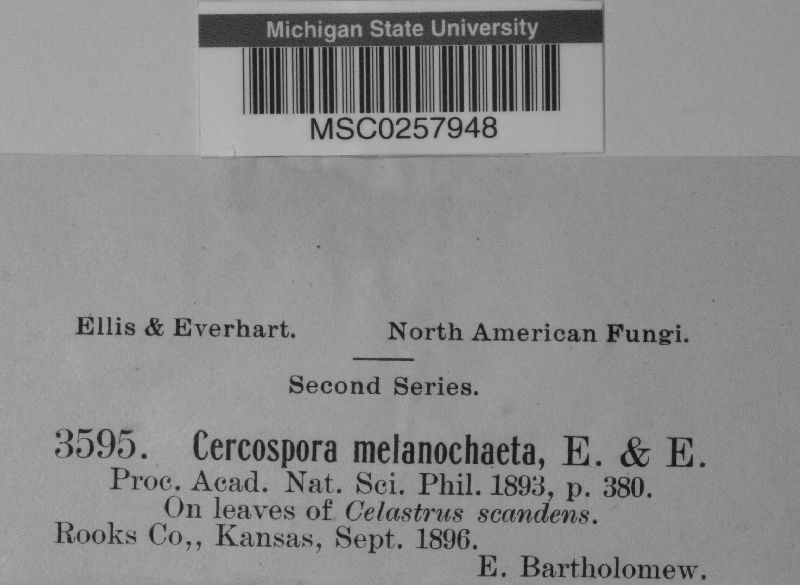 Michigan State University
MSC0257948
Ellis & Everhart. North American Fungi.
Second Series.
3595. Cercospora melanochaeta, E. & E.
Proc. Acad. Nat. Sci. Phil. 1893, p. 380.
On leaves of Celastrus scandens.
Rooks Co,, Kansas, Sept. 1896.
E. Bartholomew.